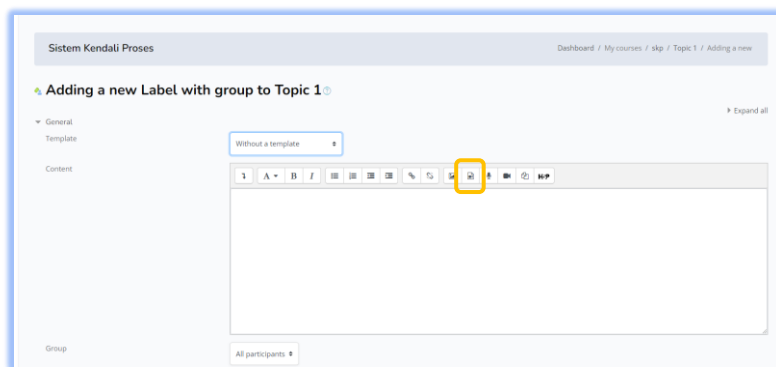 Sistem Kendali Proses
Dashboard / My courses / skp / Topic 1 / Adding a new
Adding a new Label with group to Topic 1
Expand all
General
Template
Without a template
Content
A B I
H-P
Group
All participants